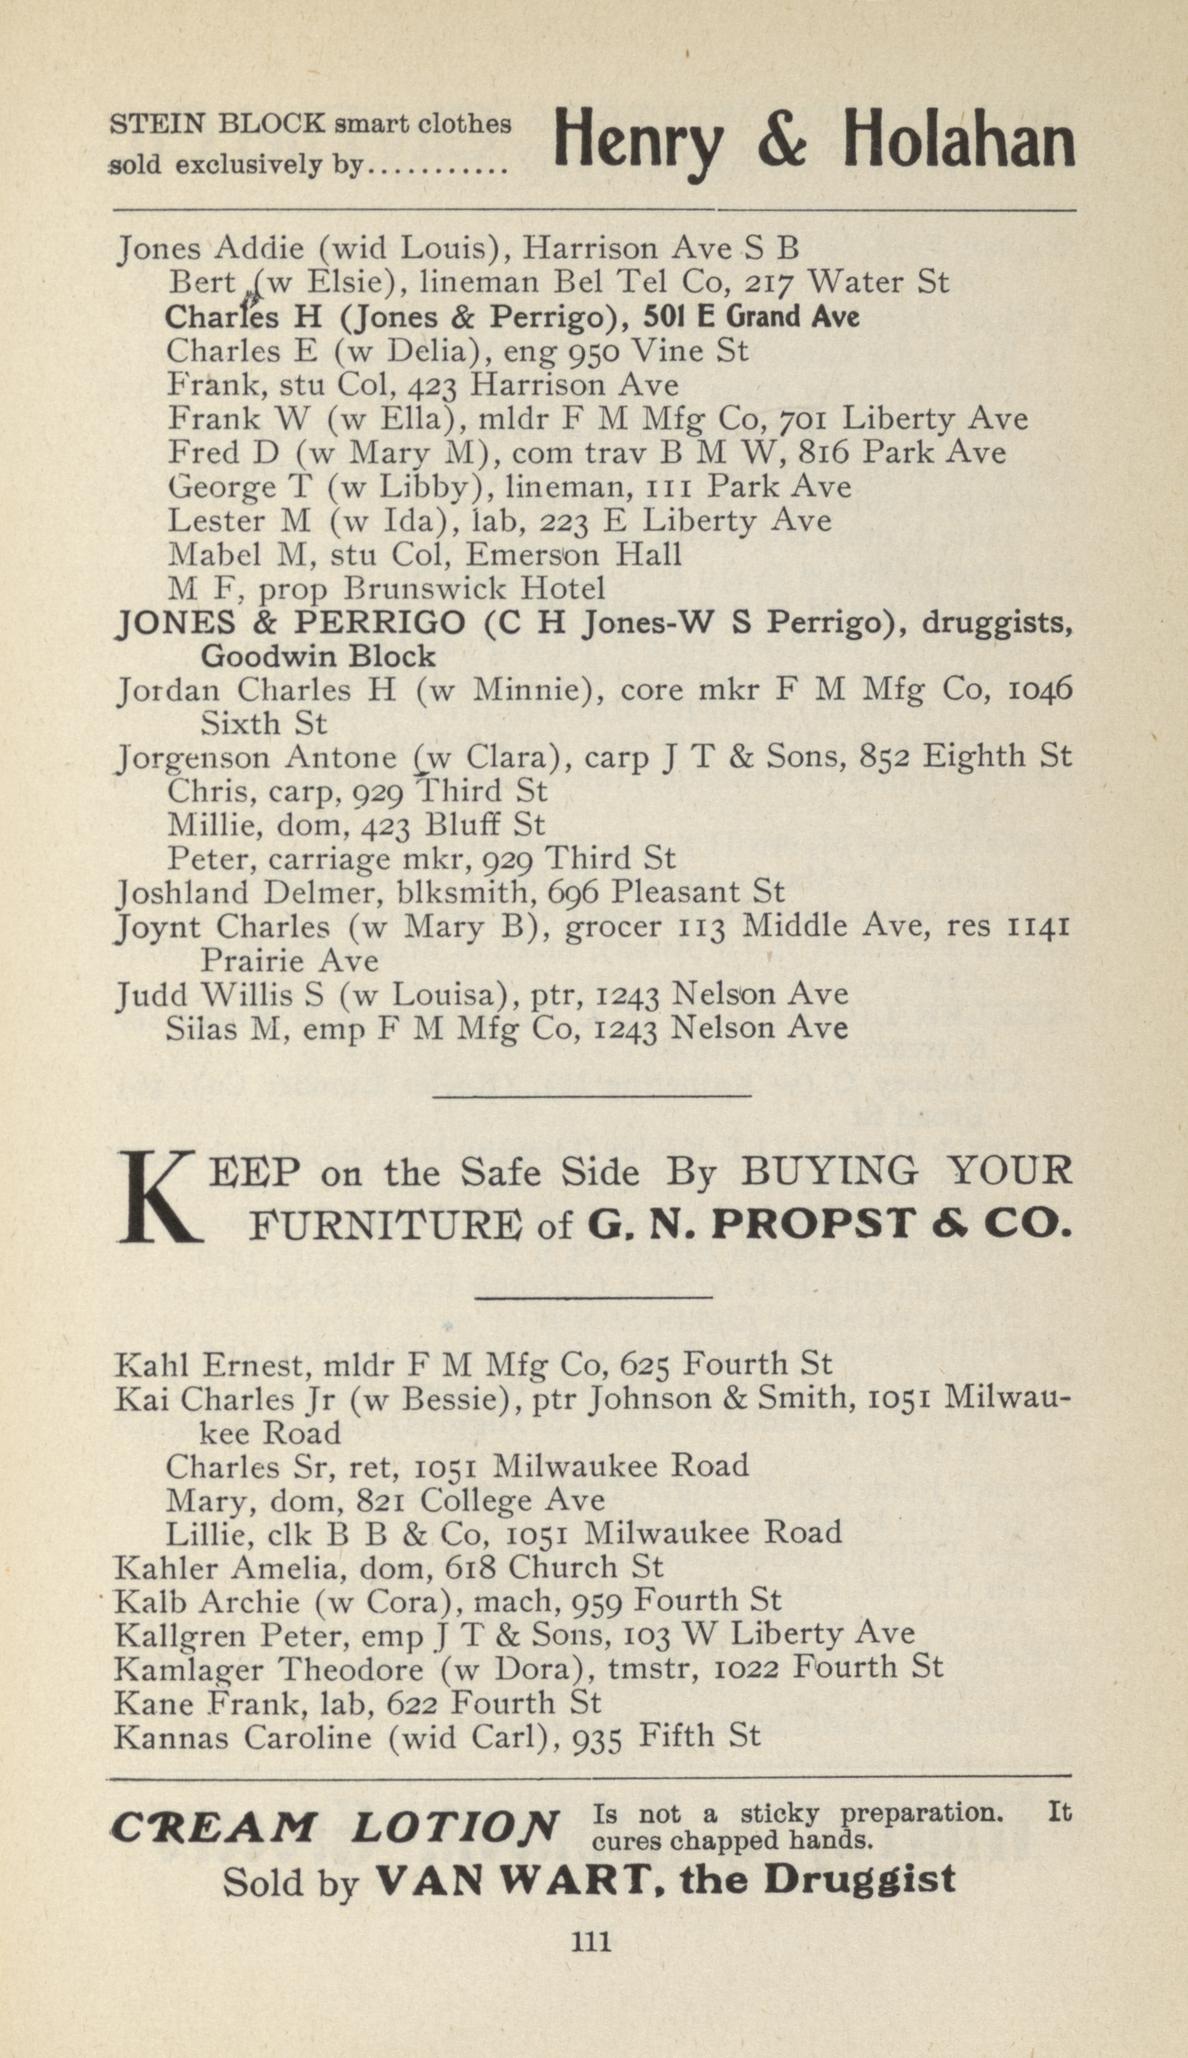 STEIN BLOCK smart clothes
sold exclusively by...........
Henry & Holahan
Jones Addie (wid Louis), Harrison Ave S B
Bert (w Elsie), lineman Bel Tel Co, 217 Water St
Charles H (Jones & Perrigo), 501 E Grand Ave
Charles E (w Delia), eng 950 Vine St
Frank, stu Col, 423 Harrison Ave
Frank W (w Ella), mldr F M Mfg Co, 701 Liberty Ave
Fred D (w Mary M), com trav B M W, 816 Park Ave
George T (w Libby), lineman, 111 Park Ave
Lester M (w Ida), lab, 223 E Liberty Ave
Mabel M, stu Col, Emerson Hall
M F, prop Brunswick Hotel
JONES & PERRIGO (C H Jones-W S Perrigo), druggists,
Goodwin Block
Jordan Charles H (w Minnie), core mkr F M Mfg Co, 1046
Sixth St
Jorgenson Antone (w Clara), carp J T & Sons, 852 Eighth St
Chris, carp, 929 Third St
Millie, dom, 423 Bluff St
Peter, carriage mkr, 929 Third St
Joshland Delmer, blksmith, 696 Pleasant St
Joynt Charles (w Mary B), grocer 113 Middle Ave, res 1141
Prairie Ave
Judd Willis S (w Louisa), ptr, 1243 Nelson Ave
Silas M, emp F M Mfg Co, 1243 Nelson Ave
KEEP on the Safe Side By BUYING YOUR
FURNITURE of G. N. PROPST & CO.
Kahl Ernest, mldr F M Mfg Co, 625 Fourth St
Kai Charles Jr (w Bessie), ptr Johnson & Smith, 1051 Milwau-
kee Road
Charles Sr, ret, 1051 Milwaukee Road
Mary, dom, 821 College Ave
Lillie, clk B B & Co, 1051 Milwaukee Road
Kahler Amelia, dom, 618 Church St
Kalb Archie (w Cora), mach, 959 Fourth St
Kallgren Peter, emp J T & Sons, 103 W Liberty Ave
Kamlager Theodore (w Dora), tmstr, 1022 Fourth St
Kane Frank, lab, 622 Fourth St
Kannas Caroline (wid Carl), 935 Fifth St
CREAM LOTION
Is not a sticky preparation. It
cures chapped hands.
Sold by VAN WART, the Druggist
111